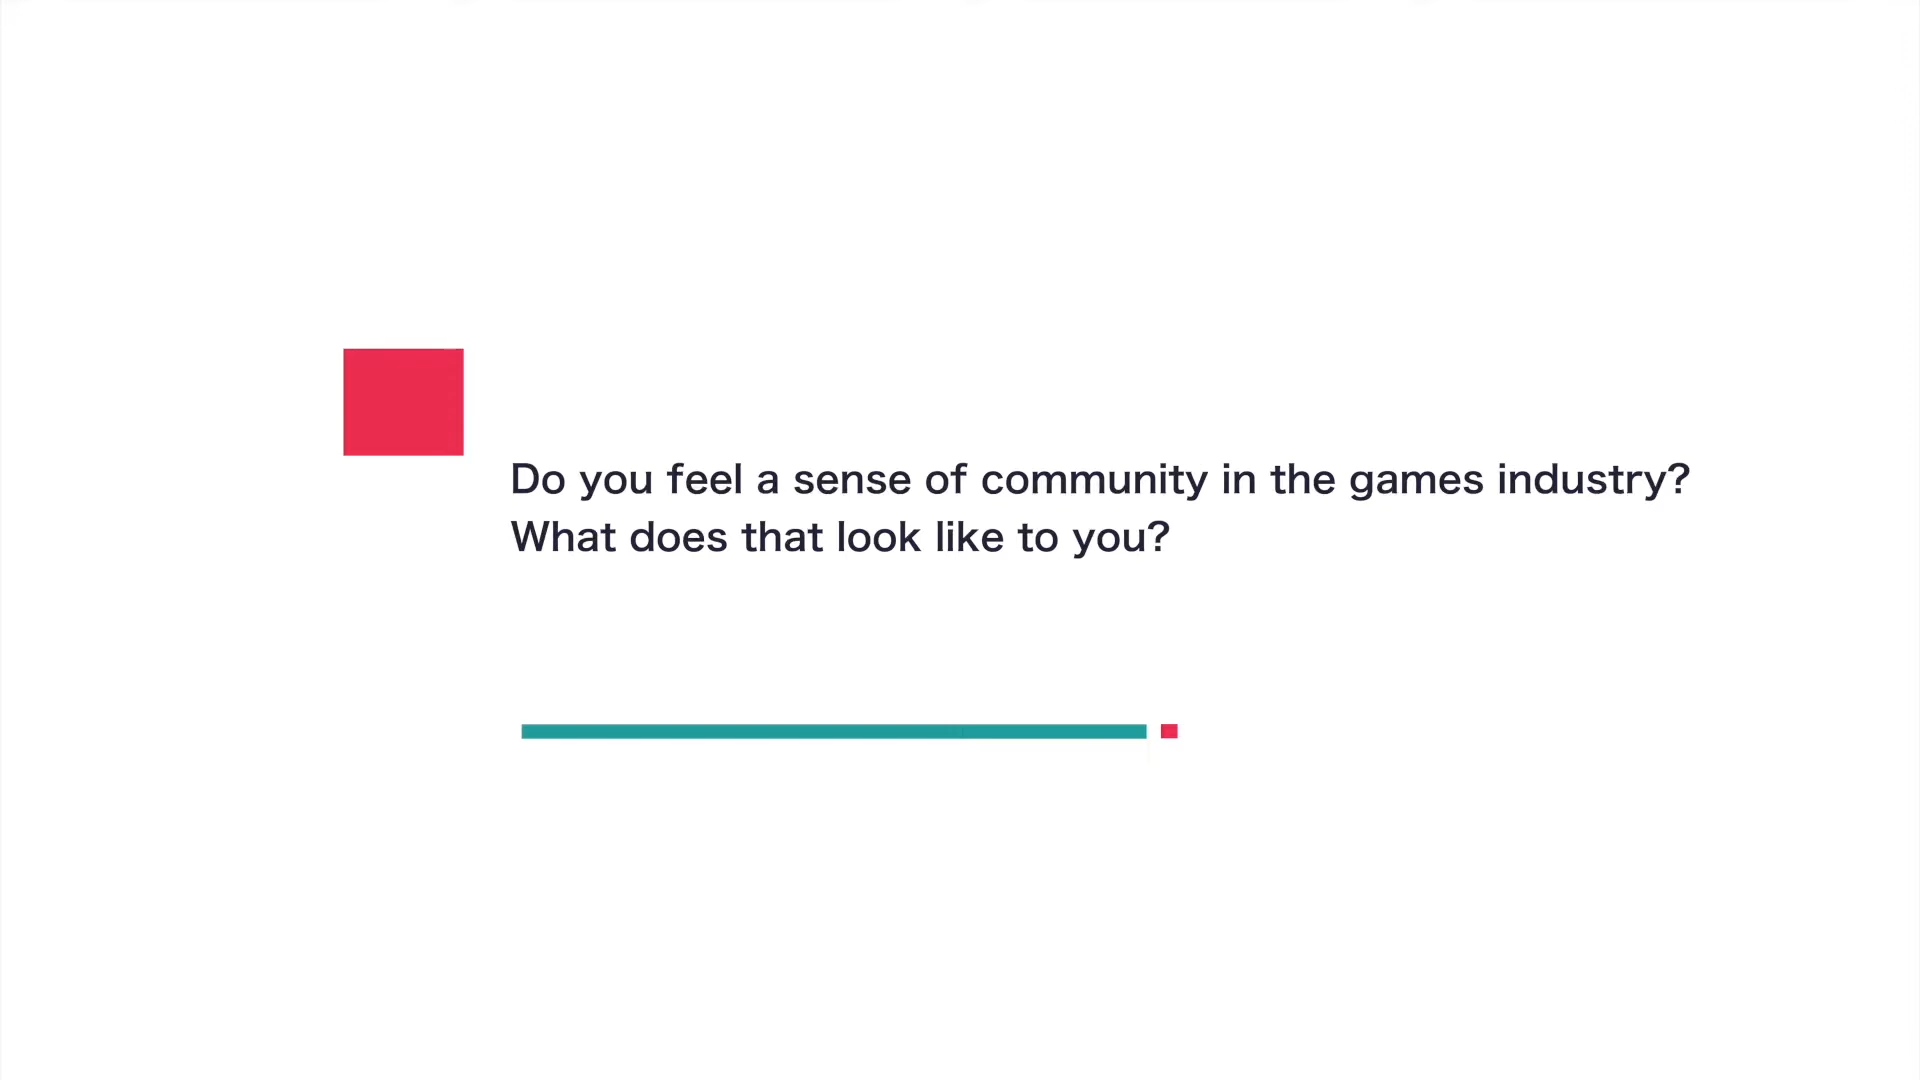 Do you feel a sense of community in the games industry?
What does that look like to you?